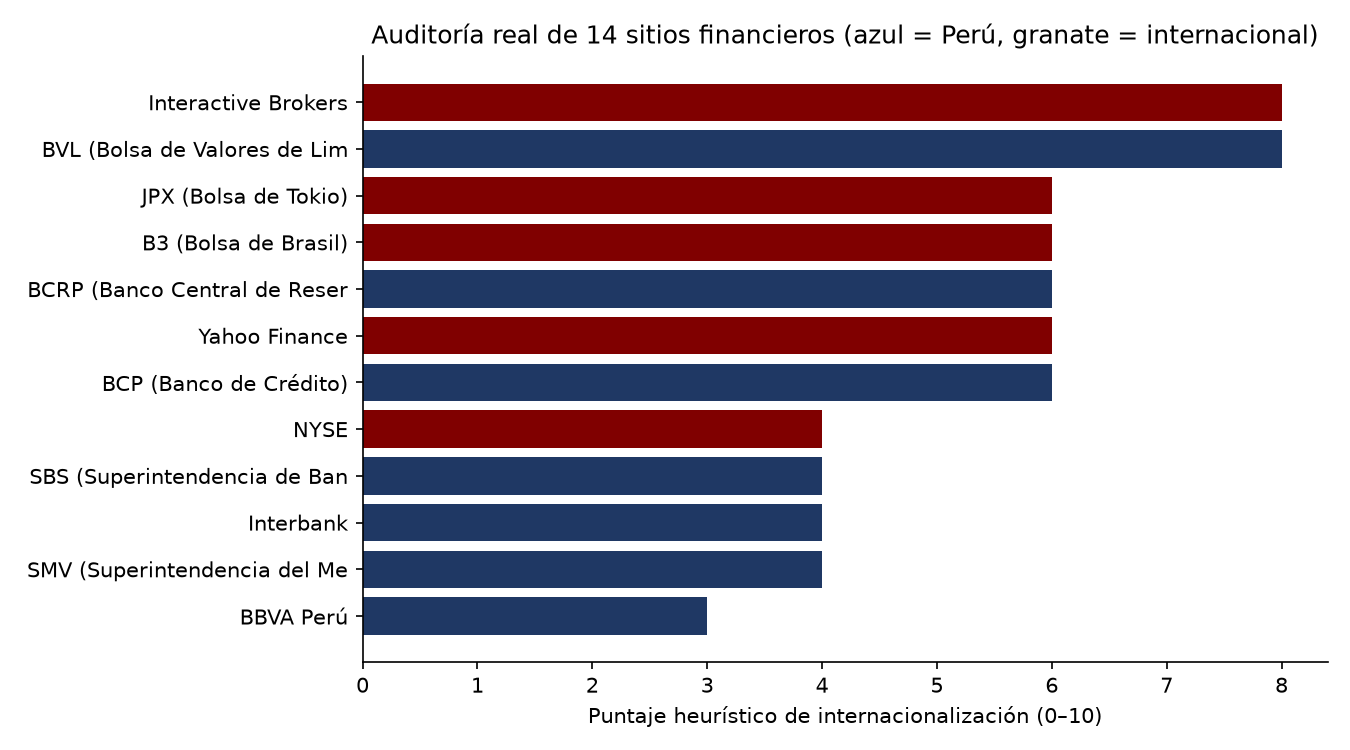 Auditoría real de 14 sitios financieros (azul = Perú, granate = internacional)
Interactive Brokers
BVL (Bolsa de Valores de Lim
JPX (Bolsa de Tokio)
B3 (Bolsa de Brasil)
BCRP (Banco Central de Reser
Yahoo Finance
BCP (Banco de Crédito)
NYSE
SBS (Superintendencia de Ban
Interbank
SMV (Superintendencia del Me
BBVA Perú
0 1 2 3 4 5 6 7 8
Puntaje heurístico de internacionalización (0–10)